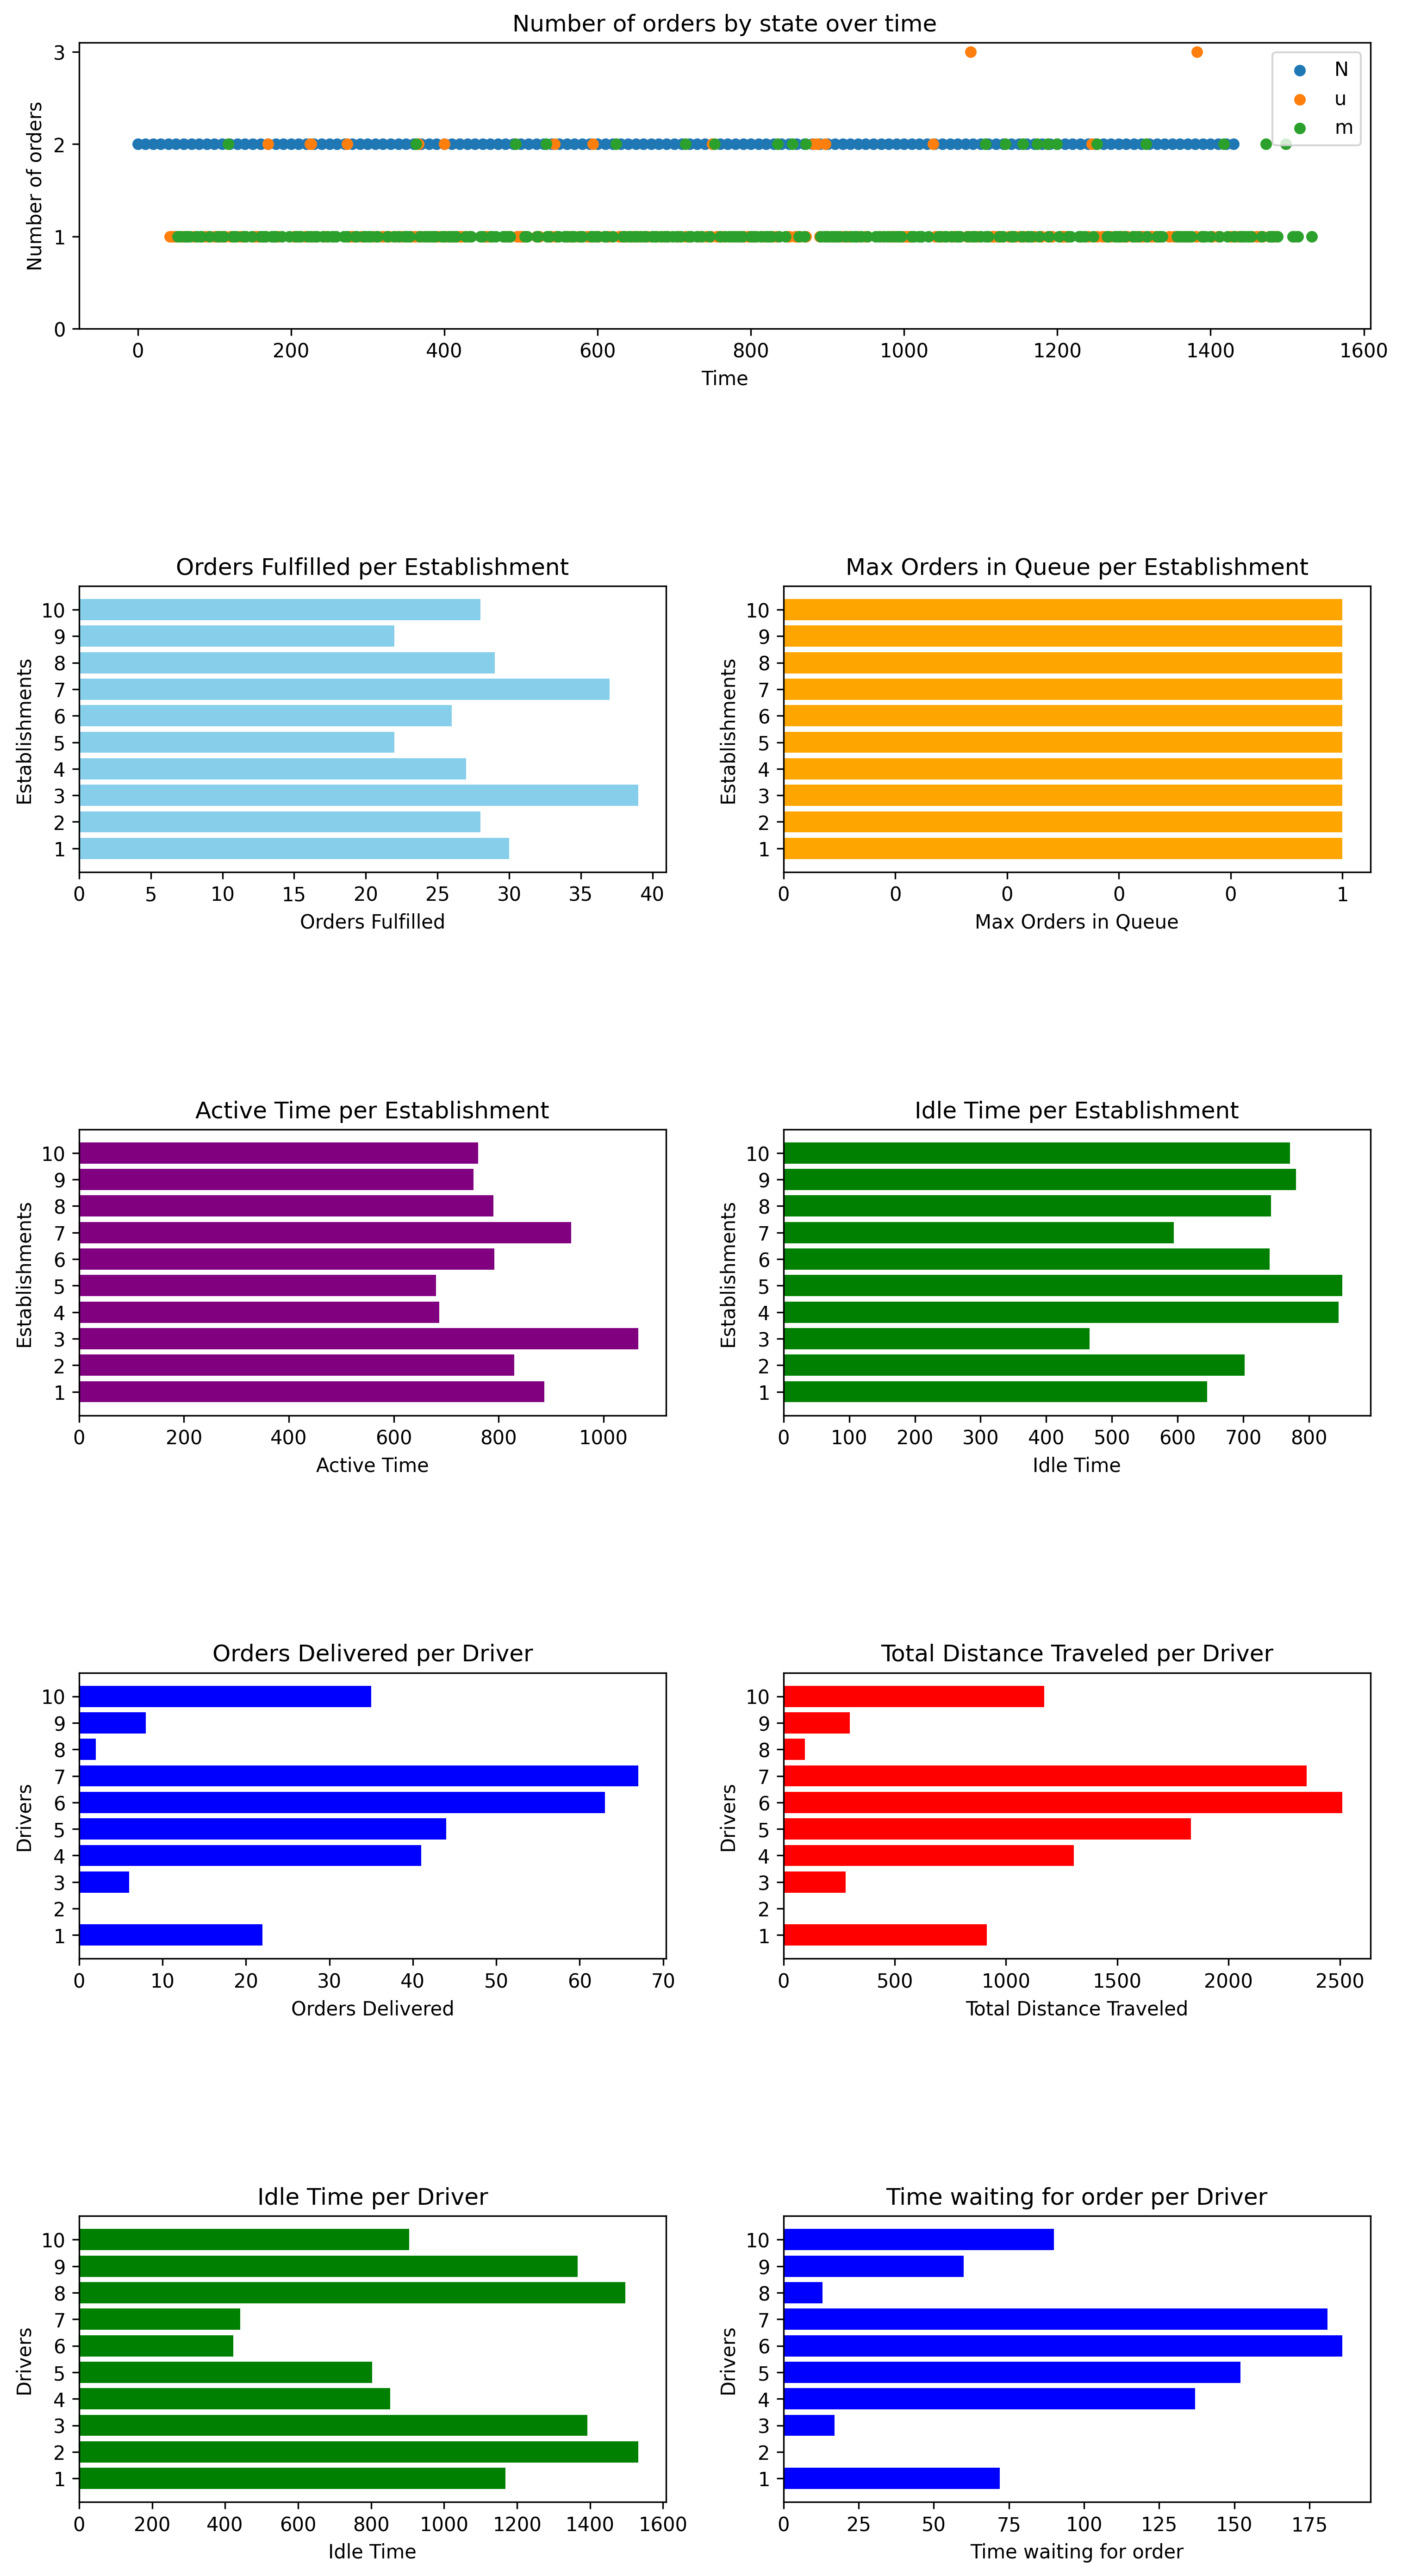 Number of orders by state over time
3
2
1
0
Number of orders
N
u
m
0 200 400 600 800 1000 1200 1400 1600
Time
Orders Fulfilled per Establishment
10
9
8
7
6
5
4
3
2
1
Establishments
0 5 10 15 20 25 30 35 40
Orders Fulfilled
Max Orders in Queue per Establishment
10
9
8
7
6
5
4
3
2
1
Establishments
0 0 0 0 0 1
Max Orders in Queue
Active Time per Establishment
10
9
8
7
6
5
4
3
2
1
Establishments
0 200 400 600 800 1000
Active Time
Idle Time per Establishment
10
9
8
7
6
5
4
3
2
1
Establishments
0 100 200 300 400 500 600 700 800
Idle Time
Orders Delivered per Driver
10
9
8
7
6
5
4
3
2
1
Drivers
0 10 20 30 40 50 60 70
Orders Delivered
Total Distance Traveled per Driver
10
9
8
7
6
5
4
3
2
1
Drivers
0 500 1000 1500 2000 2500
Total Distance Traveled
Idle Time per Driver
10
9
8
7
6
5
4
3
2
1
Drivers
0 200 400 600 800 1000 1200 1400 1600
Idle Time
Time waiting for order per Driver
10
9
8
7
6
5
4
3
2
1
Drivers
0 25 50 75 100 125 150 175
Time waiting for order